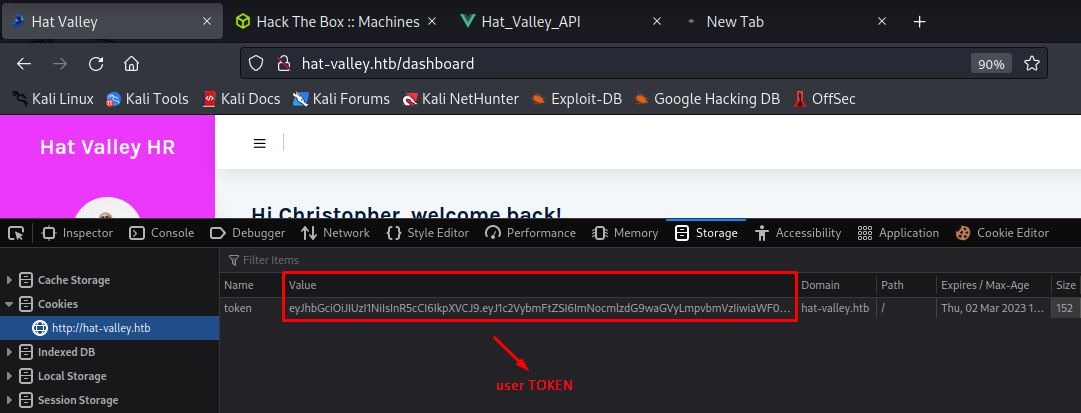 Hat Valley
Hack The Box :: Machines
Hat_Valley_API
New Tab
hat-valley.htb/dashboard
90%
Kali Linux
Kali Tools
Kali Docs
Kali Forums
Kali NetHunter
Exploit-DB
Google Hacking DB
OffSec
Hat Valley HR
Hi Christopher, welcome back!
Inspector
Console
Debugger
Network
Style Editor
Performance
Memory
Storage
Accessibility
Application
Cookie Editor
Cache Storage
Cookies
http://hat-valley.htb
Indexed DB
Local Storage
Session Storage
Filter Items
Name Value Domain Path Expires / Max-Age Size
token eyJhbGciOiJIUzI1NiIsInR5cCI6IkpXVCJ9.eyJ1c2VybmFtZSI6ImNocmlzdG9waGVyLmpvbmVzIiwiaWF0... hat-valley.htb / Thu, 02 Mar 2023 1... 152
user TOKEN